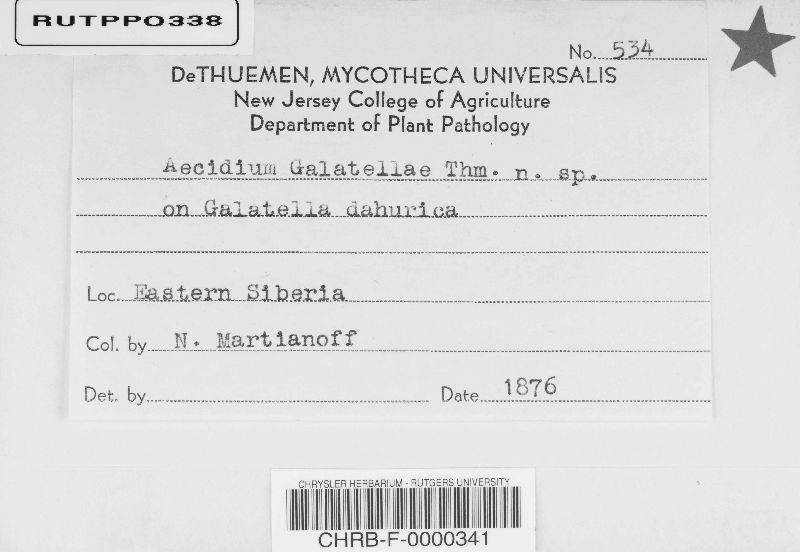 RUTPP0338
No. 534
DeTHUEMEN, MYCOTHECA UNIVERSALIS
New Jersey College of Agriculture
Department of Plant Pathology
Aecidium Galatellae Thm. n. sp.
on Galatella dahurica
Loc. Eastern Siberia
Col. by N. Martianoff
Det. by
Date 1876
CHRYSLER HERBARIUM - RUTGERS UNIVERSITY
CHRB-F-0000341